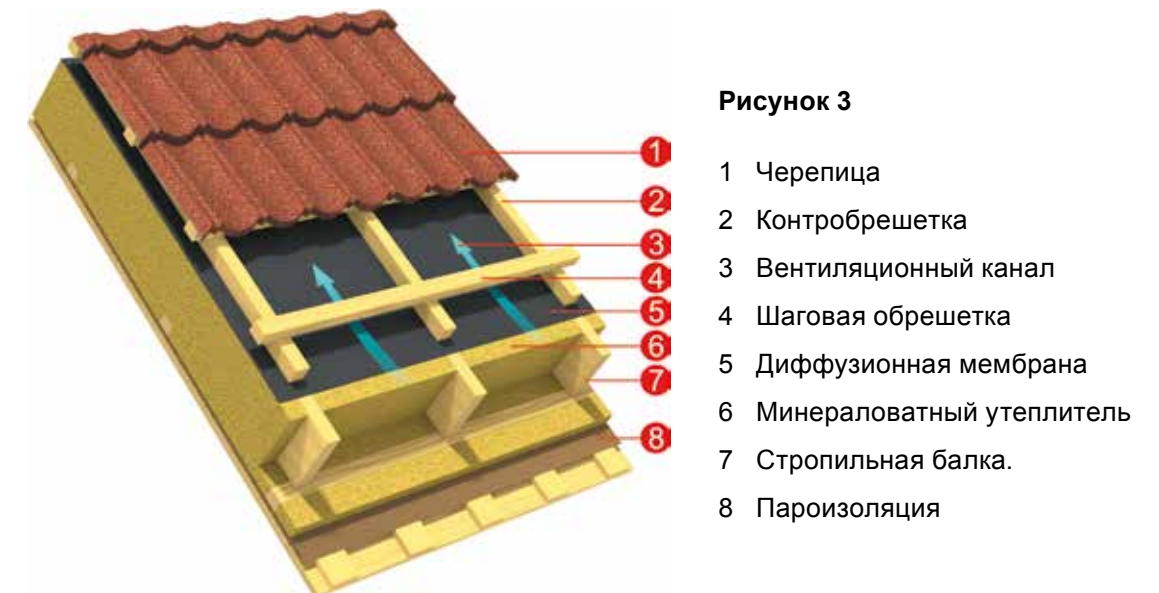 Рисунок 3
1
1 Черепица
2
2 Контробрешетка
3
3 Вентиляционный канал
4
4 Шаговая обрешетка
5
5 Диффузионная мембрана
6
6 Минераловатный утеплитель
7
7 Стропильная балка.
8
8 Пароизоляция